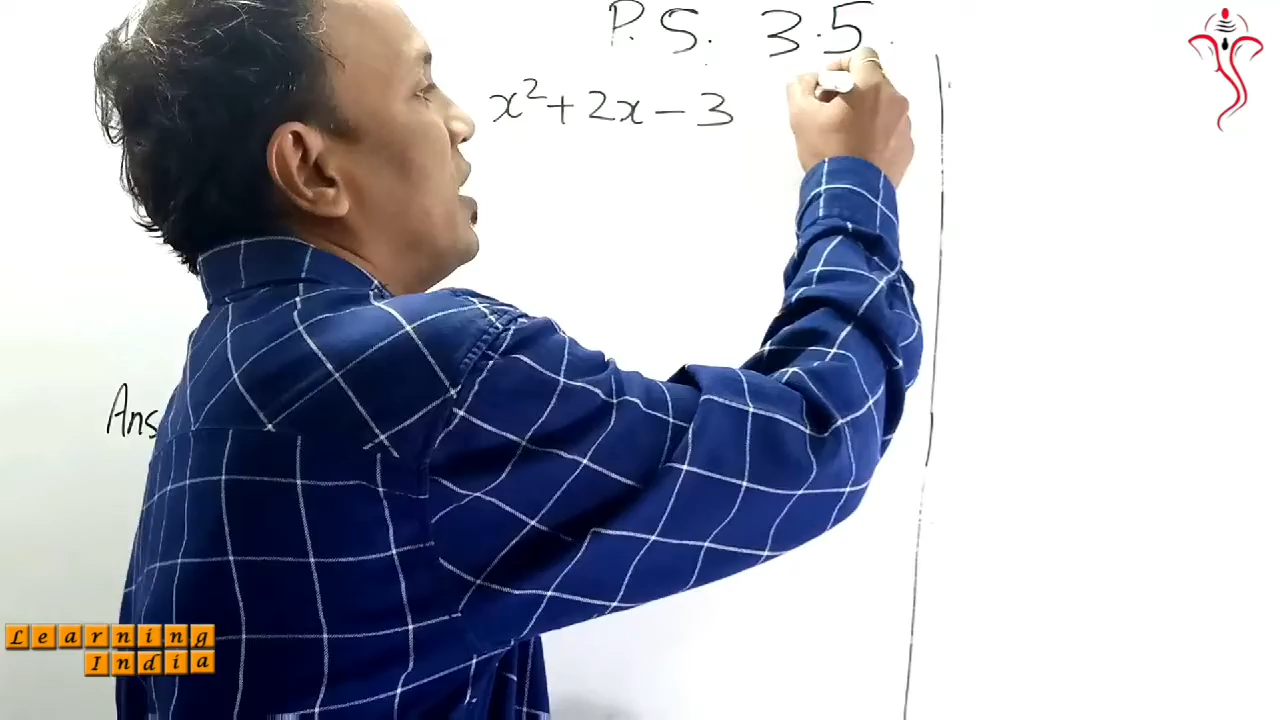 P. S. 3.5
x² + 2x - 3
Ans
Learning
India